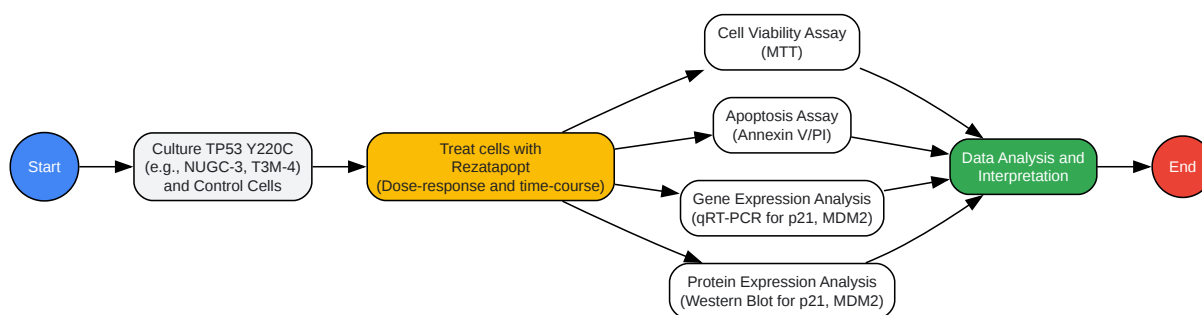 Start
Culture TP53 Y220C
(e.g., NUGC-3, T3M-4)
and Control Cells
Treat cells with
Rezatapopt
(Dose-response and time-course)
Cell Viability Assay
(MTT)
Apoptosis Assay
(Annexin V/PI)
Gene Expression Analysis
(qRT-PCR for p21, MDM2)
Protein Expression Analysis
(Western Blot for p21, MDM2)
Data Analysis and
Interpretation
End